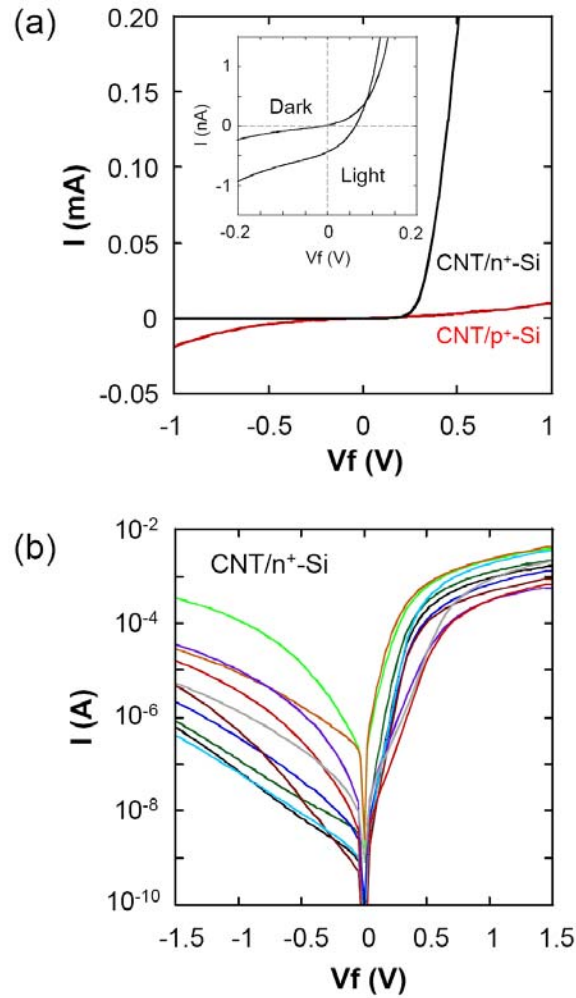 (a)
0.20
0.15
0.10
0.05
0
-0.05
I (mA)
-1
-0.5
0
0.5
1
Vf (V)
CNT/n⁺-Si
CNT/p⁺-Si
1
0
-1
I (nA)
Dark
Light
-0.2
0
0.2
Vf (V)
(b)
CNT/n⁺-Si
10⁻²
10⁻⁴
10⁻⁶
10⁻⁸
10⁻¹⁰
I (A)
-1.5
-1
-0.5
0
0.5
1
1.5
Vf (V)